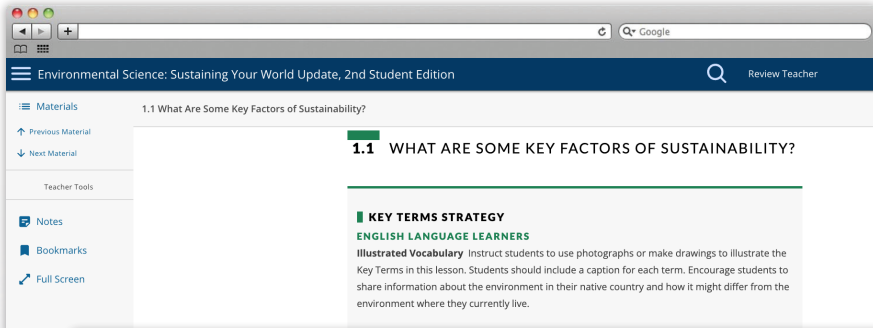 Google
Environmental Science: Sustaining Your World Update, 2nd Student Edition
Review Teacher
Materials
1.1 What Are Some Key Factors of Sustainability?
Previous Material
Next Material
Teacher Tools
Notes
Bookmarks
Full Screen
1.1 WHAT ARE SOME KEY FACTORS OF SUSTAINABILITY?
KEY TERMS STRATEGY
ENGLISH LANGUAGE LEARNERS
Illustrated Vocabulary Instruct students to use photographs or make drawings to illustrate the
Key Terms in this lesson. Students should include a caption for each term. Encourage students to
share information about the environment in their native country and how it might differ from the
environment where they currently live.